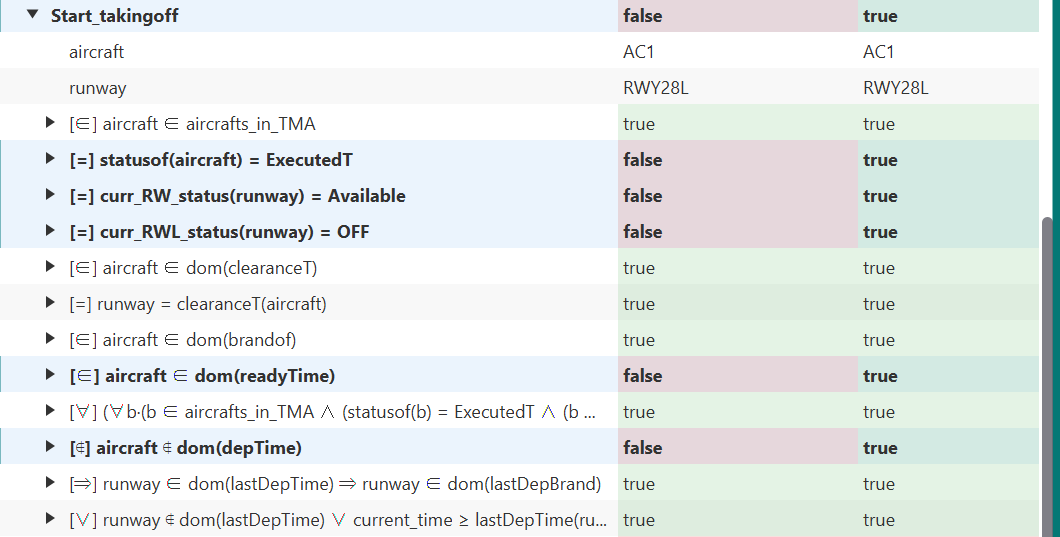 Start_takingoff false true
aircraft AC1 AC1
runway RWY28L RWY28L
[∈] aircraft ∈ aircrafts_in_TMA true true
[=] statusof(aircraft) = ExecutedT false true
[=] curr_RW_status(runway) = Available false true
[=] curr_RWL_status(runway) = OFF false true
[∈] aircraft ∈ dom(clearanceT) true true
[=] runway = clearanceT(aircraft) true true
[∈] aircraft ∈ dom(brandof) true true
[∈] aircraft ∈ dom(readyTime) false true
[∀] (∀b·(b ∈ aircrafts_in_TMA ∧ (statusof(b) = ExecutedT ∧ (b ... true true
[∉] aircraft ∉ dom(depTime) false true
[⇒] runway ∈ dom(lastDepTime) ⇒ runway ∈ dom(lastDepBrand) true true
[∨] runway ∉ dom(lastDepTime) ∨ current_time ≥ lastDepTime(ru... true true